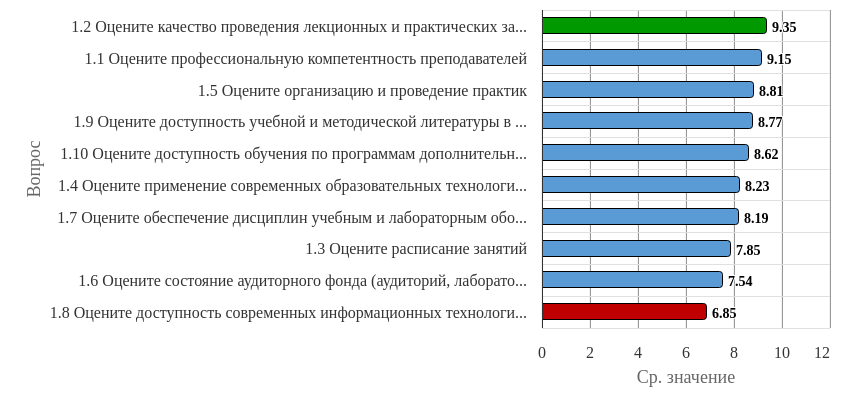 1.2 Оцените качество проведения лекционных и практических за... 9.35
1.1 Оцените профессиональную компетентность преподавателей 9.15
1.5 Оцените организацию и проведение практик 8.81
1.9 Оцените доступность учебной и методической литературы в ... 8.77
1.10 Оцените доступность обучения по программам дополнительн... 8.62
1.4 Оцените применение современных образовательных технологи... 8.23
1.7 Оцените обеспечение дисциплин учебным и лабораторным обо... 8.19
1.3 Оцените расписание занятий 7.85
1.6 Оцените состояние аудиторного фонда (аудиторий, лаборато... 7.54
1.8 Оцените доступность современных информационных технологи... 6.85
Вопрос
0 2 4 6 8 10 12
Ср. значение